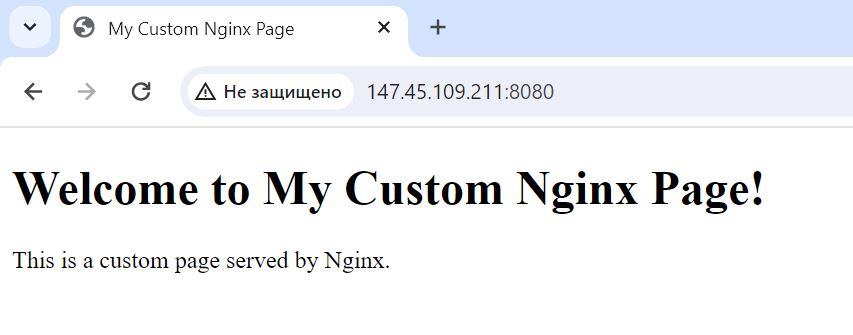 My Custom Nginx Page
Не защищено 147.45.109.211:8080
Welcome to My Custom Nginx Page!
This is a custom page served by Nginx.